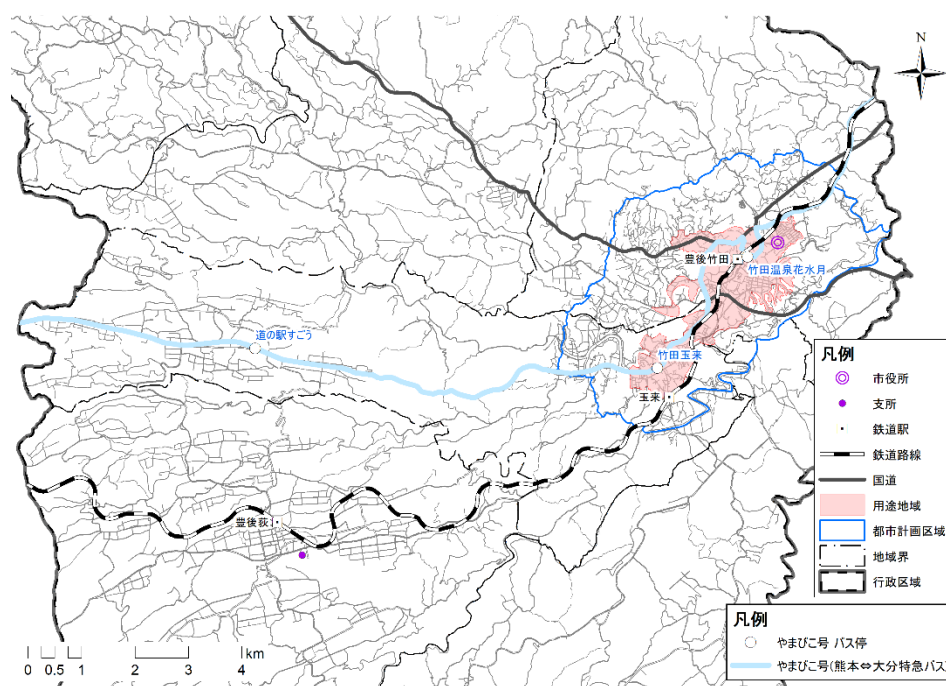 N
豊後竹田
竹田温泉花水月
道の駅すごう
竹田玉来
玉来
豊後荻
凡例
市役所
支所
鉄道駅
鉄道路線
国道
用途地域
都市計画区域
地域界
行政区域
凡例
やまびこ号 バス停
やまびこ号(熊本⇔大分特急バス)
0 0.5 1 2 3 4 km